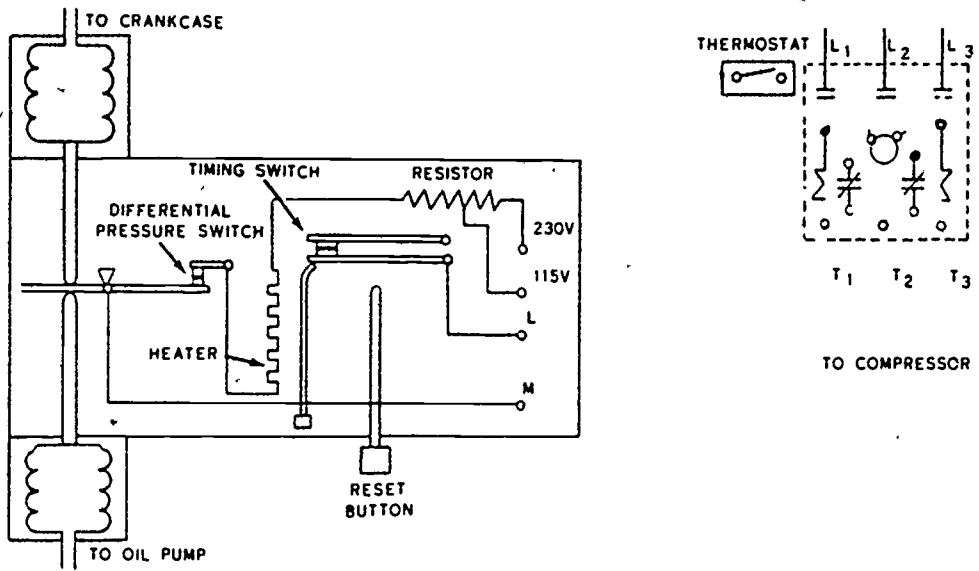 TO CRANKCASE
TIMING SWITCH
RESISTOR
DIFFERENTIAL
PRESSURE SWITCH
230V
115V
L
HEATER
M
RESET
BUTTON
TO OIL PUMP
THERMOSTAT
L1
L2
L3
T1
T2
T3
TO COMPRESSOR